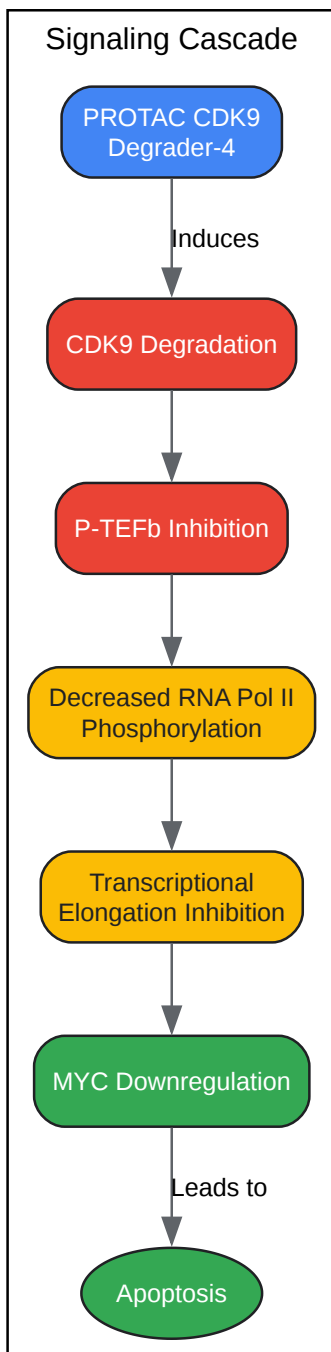 Signaling Cascade
PROTAC CDK9
Degrader-4
Induces
CDK9 Degradation
P-TEFb Inhibition
Decreased RNA Pol II
Phosphorylation
Transcriptional
Elongation Inhibition
MYC Downregulation
Leads to
Apoptosis